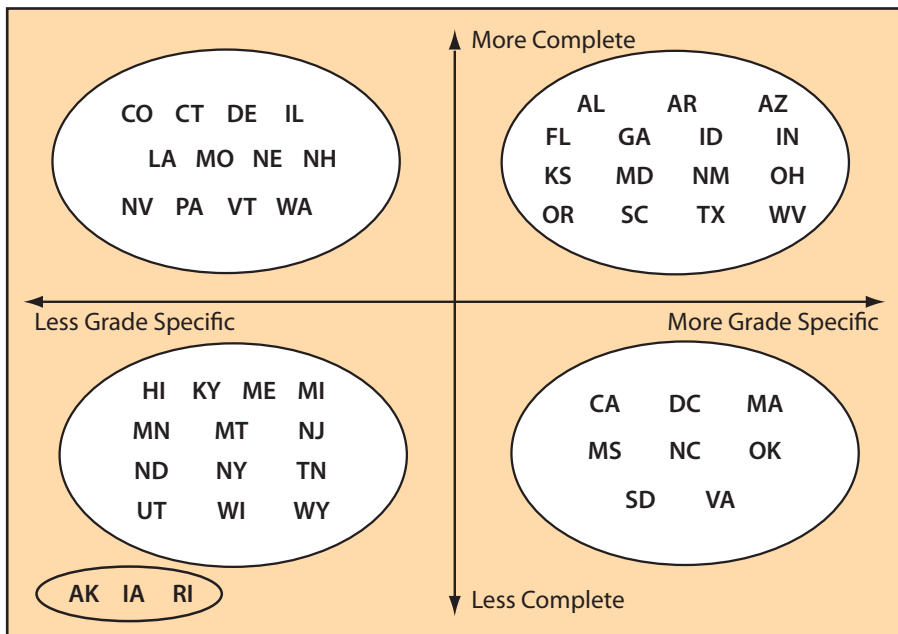 More Complete
CO CT DE IL
LA MO NE NH
NV PA VT WA
AL AR AZ
FL GA ID IN
KS MD NM OH
OR SC TX WV
Less Grade Specific
More Grade Specific
HI KY ME MI
MN MT NJ
ND NY TN
UT WI WY
AK IA RI
CA DC MA
MS NC OK
SD VA
Less Complete